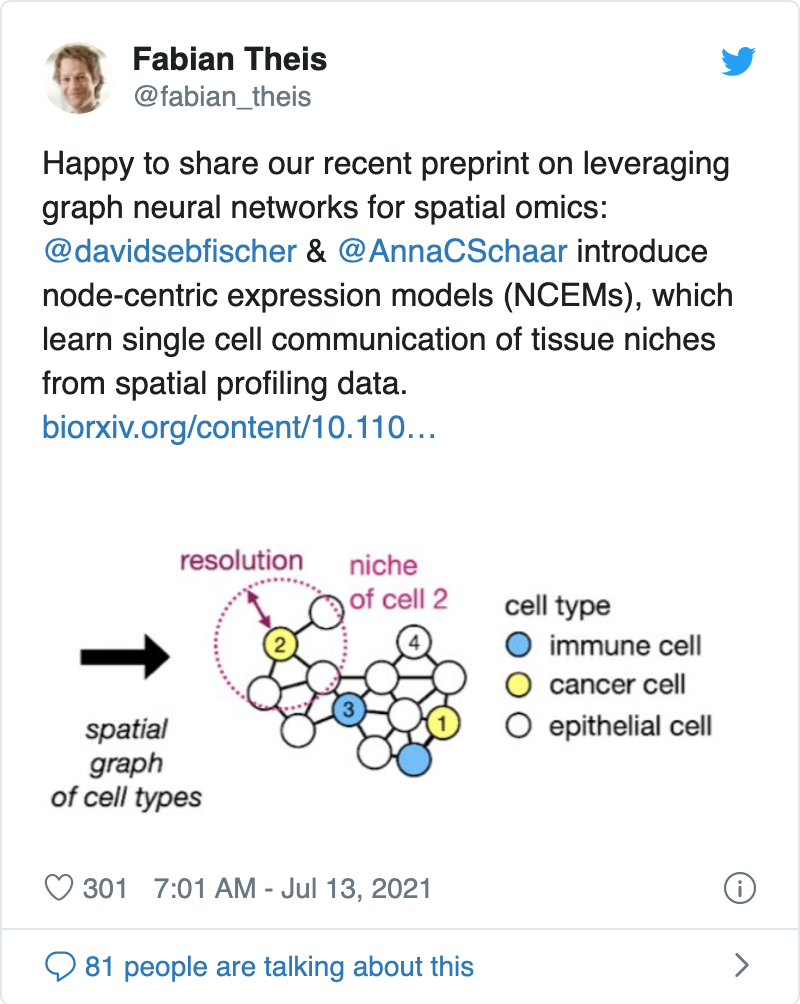 Fabian Theis
@fabian_theis
Happy to share our recent preprint on leveraging
graph neural networks for spatial omics:
@davidsebfischer & @AnnaCSchaar introduce
node-centric expression models (NCEMs), which
learn single cell communication of tissue niches
from spatial profiling data.
biorxiv.org/content/10.110…
resolution
niche
of cell 2
2
4
3
1
spatial
graph
of cell types
cell type
immune cell
cancer cell
epithelial cell
301 7:01 AM - Jul 13, 2021
81 people are talking about this